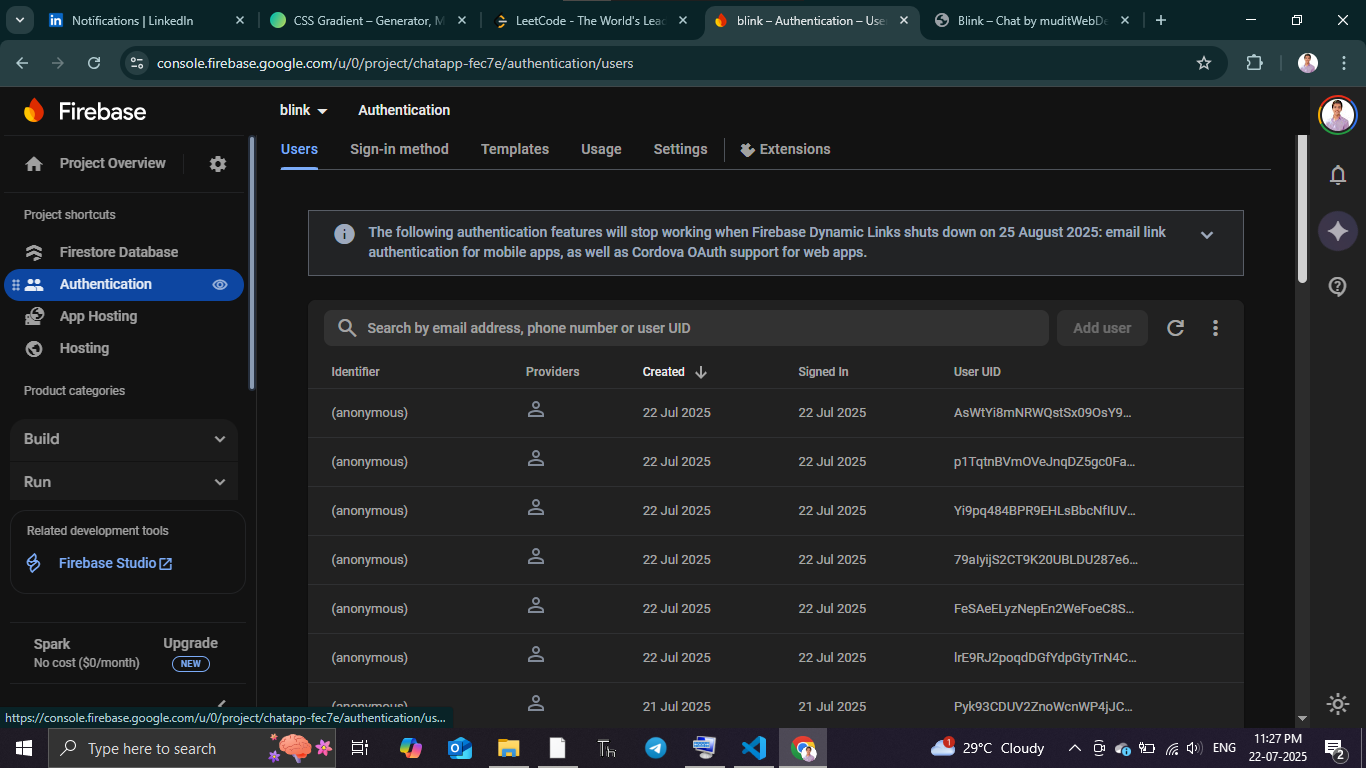 Notifications | LinkedIn
CSS Gradient – Generator, M
LeetCode - The World's Lead
blink – Authentication – Use
Blink – Chat by muditWebDe
console.firebase.google.com/u/0/project/chatapp-fec7e/authentication/users
Firebase
blink
Authentication
Project Overview
Users
Sign-in method
Templates
Usage
Settings
Extensions
Project shortcuts
Firestore Database
Authentication
App Hosting
Hosting
Product categories
Build
Run
Related development tools
Firebase Studio
Spark
No cost ($0/month)
Upgrade
NEW
The following authentication features will stop working when Firebase Dynamic Links shuts down on 25 August 2025: email link
authentication for mobile apps, as well as Cordova OAuth support for web apps.
Search by email address, phone number or user UID
Add user
Identifier Providers Created Signed In User UID
(anonymous) 22 Jul 2025 22 Jul 2025 AsWtYi8mNRWQstSx09OsY9...
(anonymous) 22 Jul 2025 22 Jul 2025 p1TqtnBVmOVeJnqDZ5gc0Fa...
(anonymous) 22 Jul 2025 22 Jul 2025 Yi9pq484BPR9EHLsBbcNfIUV...
(anonymous) 22 Jul 2025 22 Jul 2025 79aIyijS2CT9K20UBLDU287e6...
(anonymous) 22 Jul 2025 22 Jul 2025 FeSAeELyzNepEn2WeFoeC8S...
(anonymous) 22 Jul 2025 22 Jul 2025 lrE9RJ2poqdDGfYdpGtyTrN4C...
(anonymous) 21 Jul 2025 21 Jul 2025 Pyk93CDUV2ZnoWcnWP4jJC...
https://console.firebase.google.com/u/0/project/chatapp-fec7e/authentication/us...
Type here to search
1
29°C Cloudy
ENG
11:27 PM
22-07-2025
2